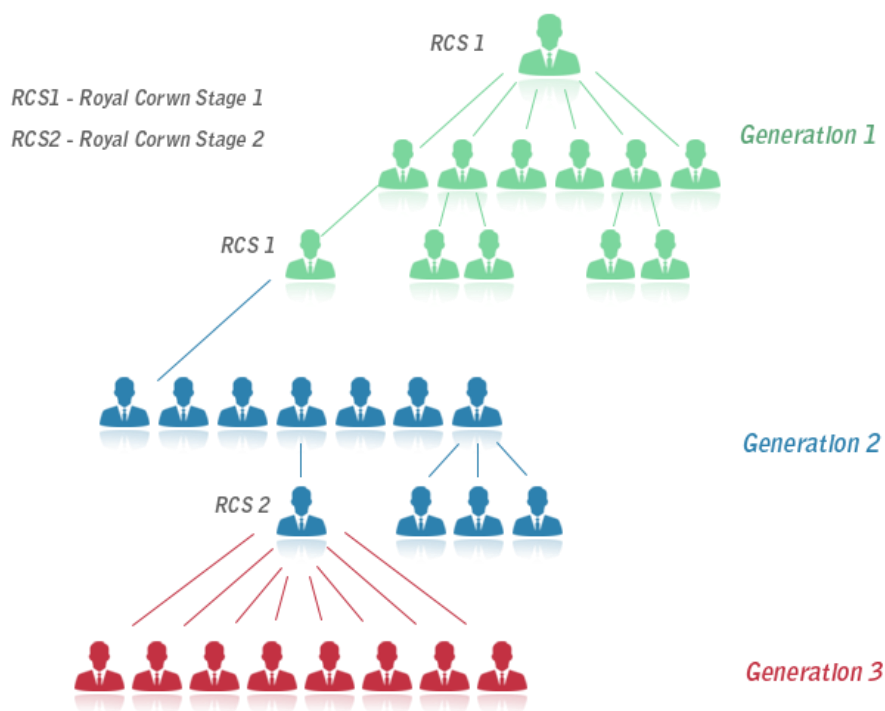 RCS 1
RCS1 - Royal Corwn Stage 1
RCS2 - Royal Corwn Stage 2
Generation 1
RCS 1
Generation 2
RCS 2
Generation 3